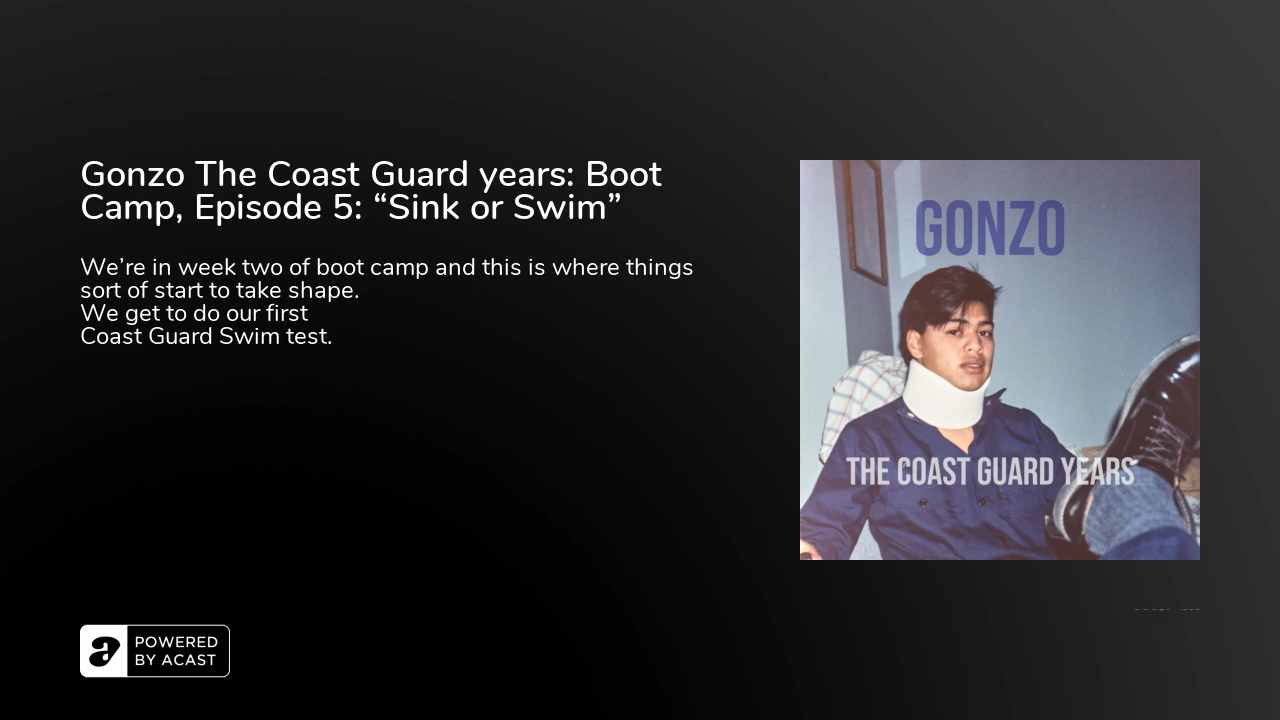 Gonzo The Coast Guard years: Boot
Camp, Episode 5: “Sink or Swim”
We’re in week two of boot camp and this is where things
sort of start to take shape.
We get to do our first
Coast Guard Swim test.
GONZO
THE COAST GUARD YEARS
a
POWERED
BY ACAST